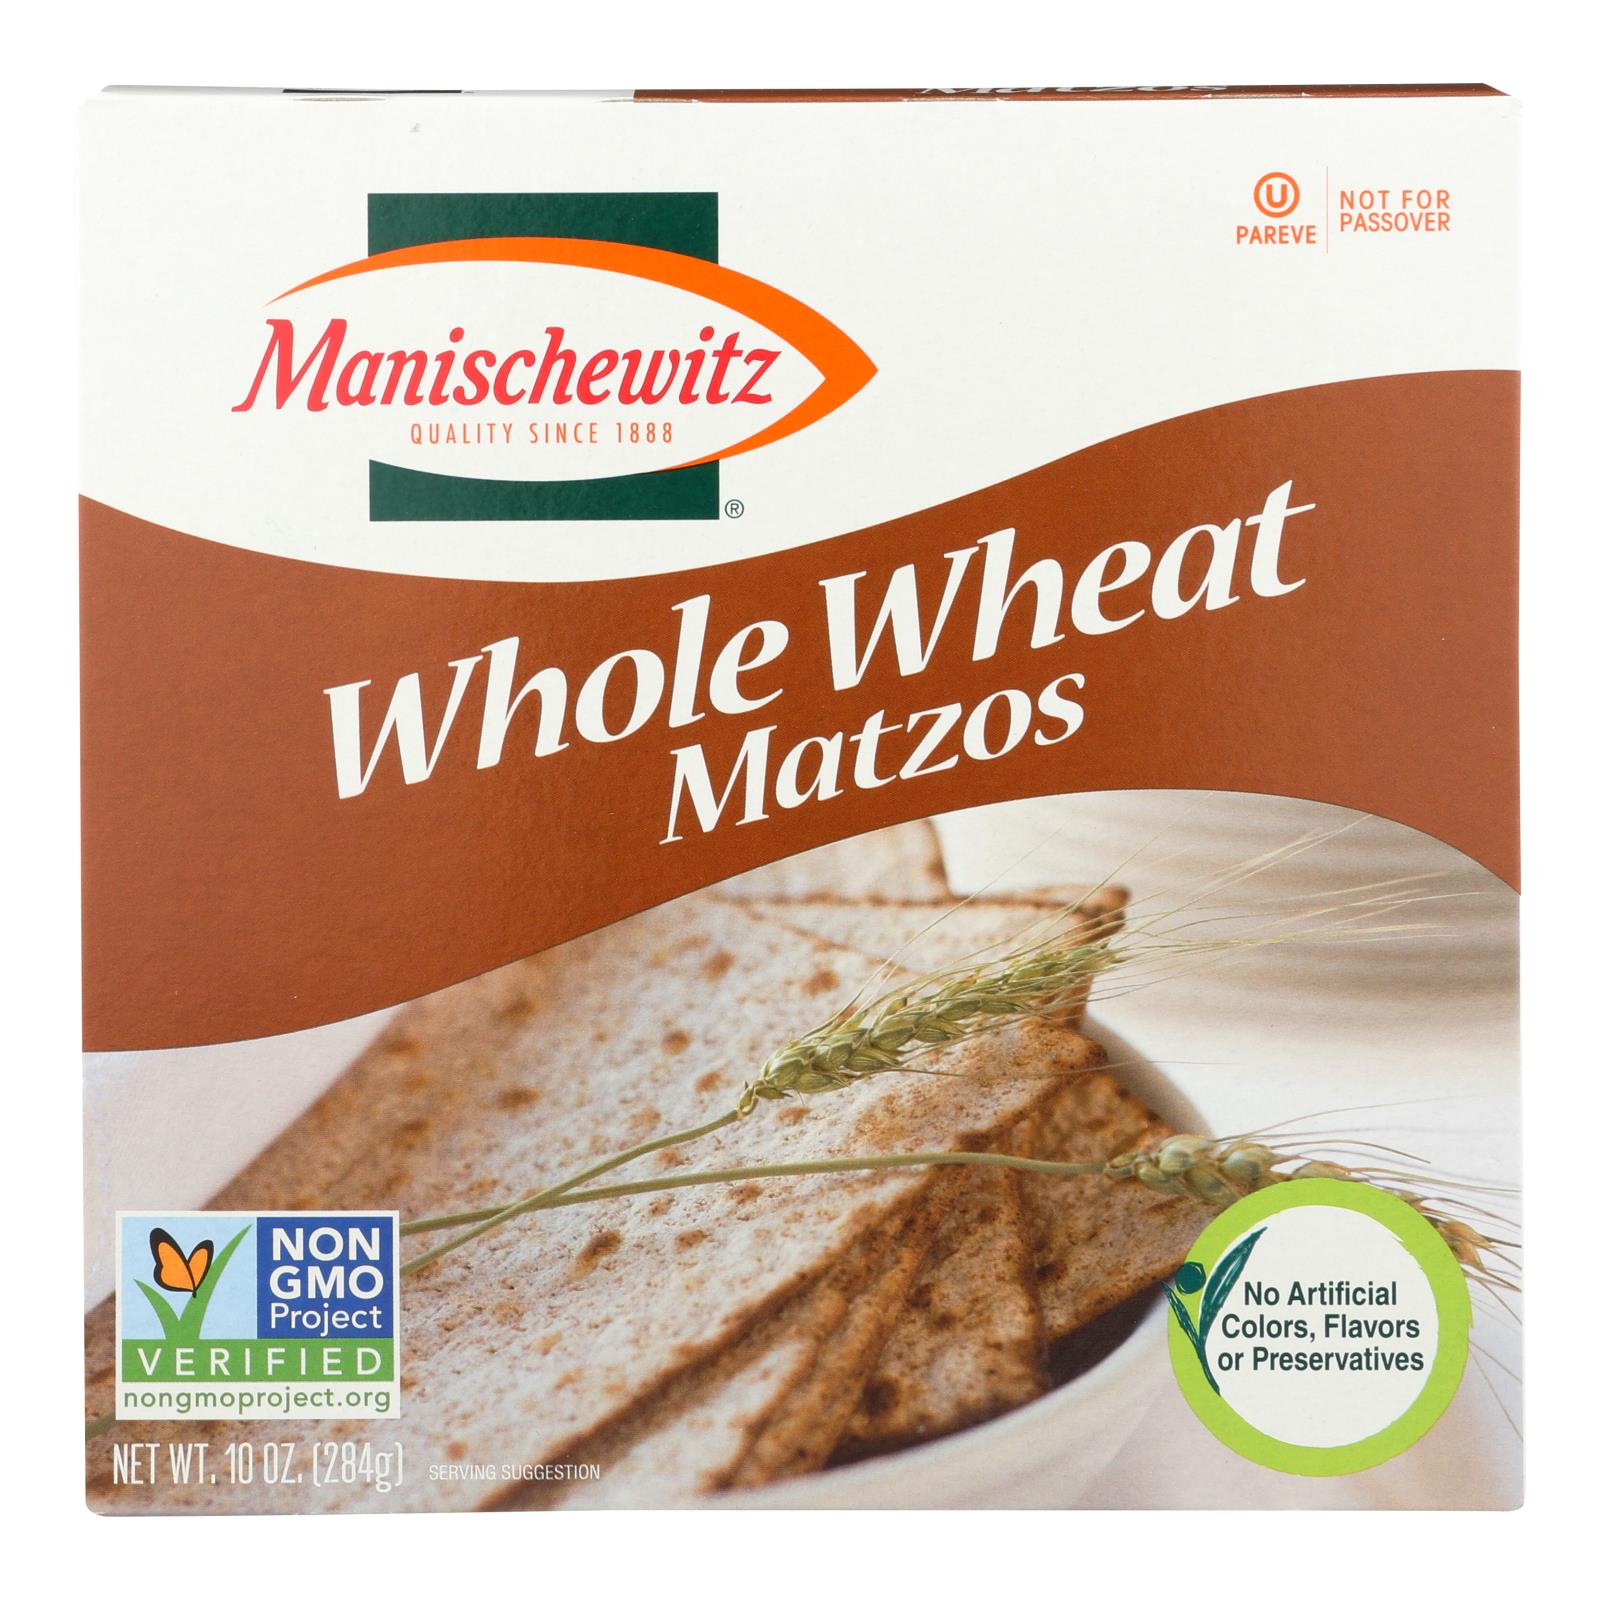 Matzos
Ⓤ
PAREVE
NOT FOR
PASSOVER
Manischewitz
QUALITY SINCE 1888
®
Whole Wheat
Matzos
NON
GMO
Project
VERIFIED
nongmoproject.org
No Artificial
Colors, Flavors
or Preservatives
NET WT. 10 OZ. (284g)
SERVING SUGGESTION